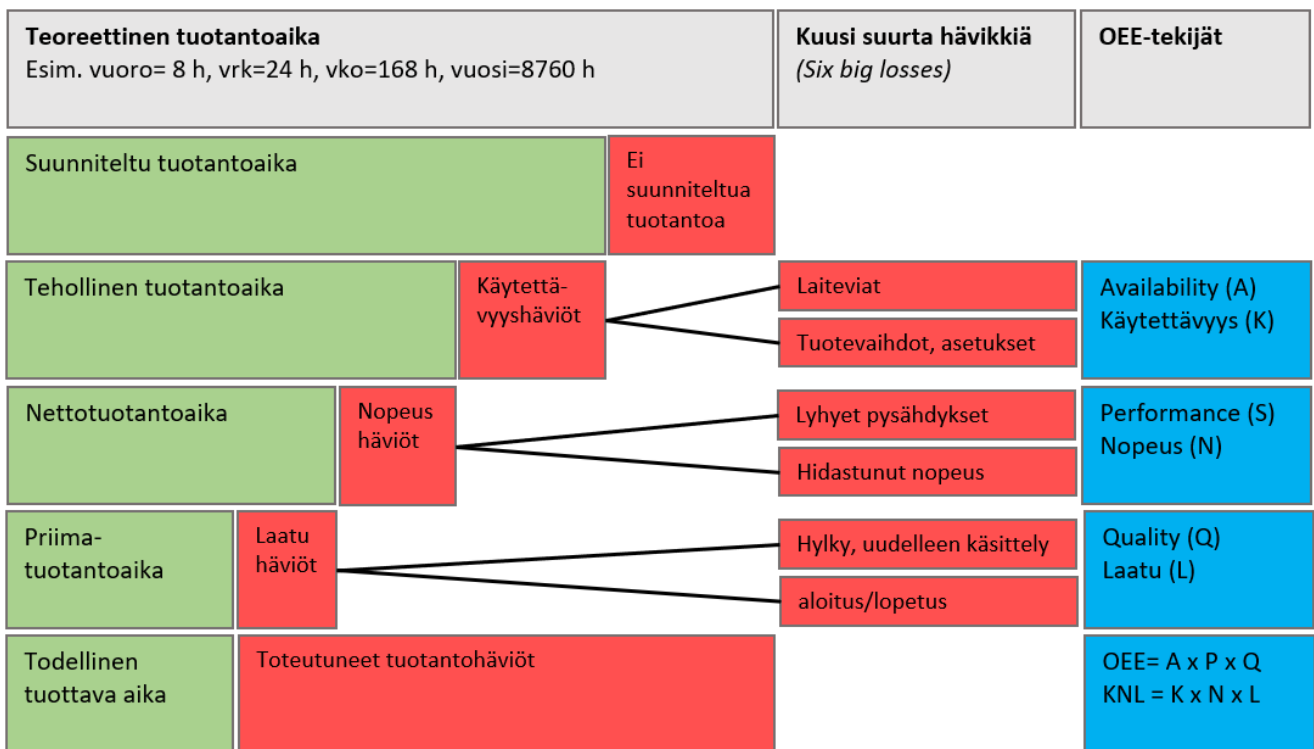 Teoreettinen tuotantoaika
Esim. vuoro= 8 h, vrk=24 h, vko=168 h, vuosi=8760 h
Kuusi suurta hävikkiä
(Six big losses)
OEE-tekijät
Suunniteltu tuotantoaika
Ei
suunniteltua
tuotantoa
Tehollinen tuotantoaika
Käytettä-
vyyshäviöt
Laiteviat
Tuotevaihdot, asetukset
Availability (A)
Käytettävyys (K)
Nettotuotantoaika
Nopeus
häviöt
Lyhyet pysähdykset
Hidastunut nopeus
Performance (S)
Nopeus (N)
Priima-
tuotantoaika
Laatu
häviöt
Hylky, uudelleen käsittely
aloitus/lopetus
Quality (Q)
Laatu (L)
Todellinen
tuottava aika
Toteutuneet tuotantohäviöt
OEE= A x P x Q
KNL = K x N x L